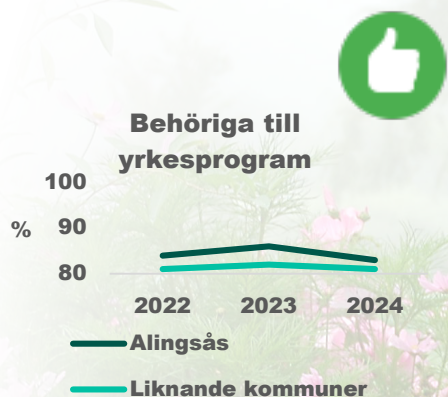 Behöriga till
yrkesprogram
100
% 90
80
2022 2023 2024
Alingsås
Liknande kommuner